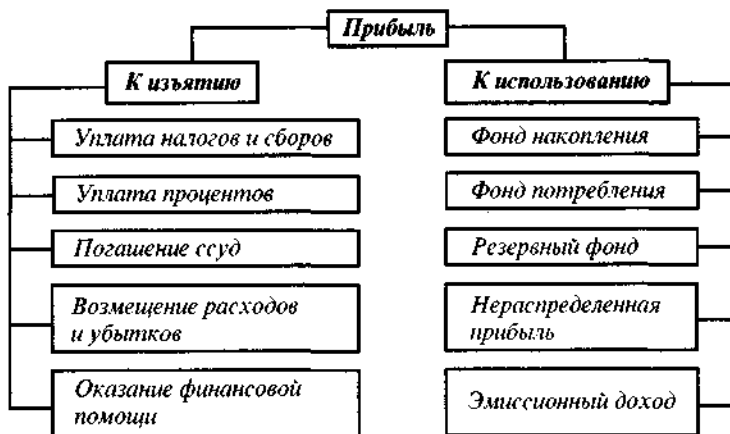 Прибыль
К изъятию
Уплата налогов и сборов
Уплата процентов
Погашение ссуд
Возмещение расходов
и убытков
Оказание финансовой
помощи
К использованию
Фонд накопления
Фонд потребления
Резервный фонд
Нераспределенная
прибыль
Эмиссионный доход